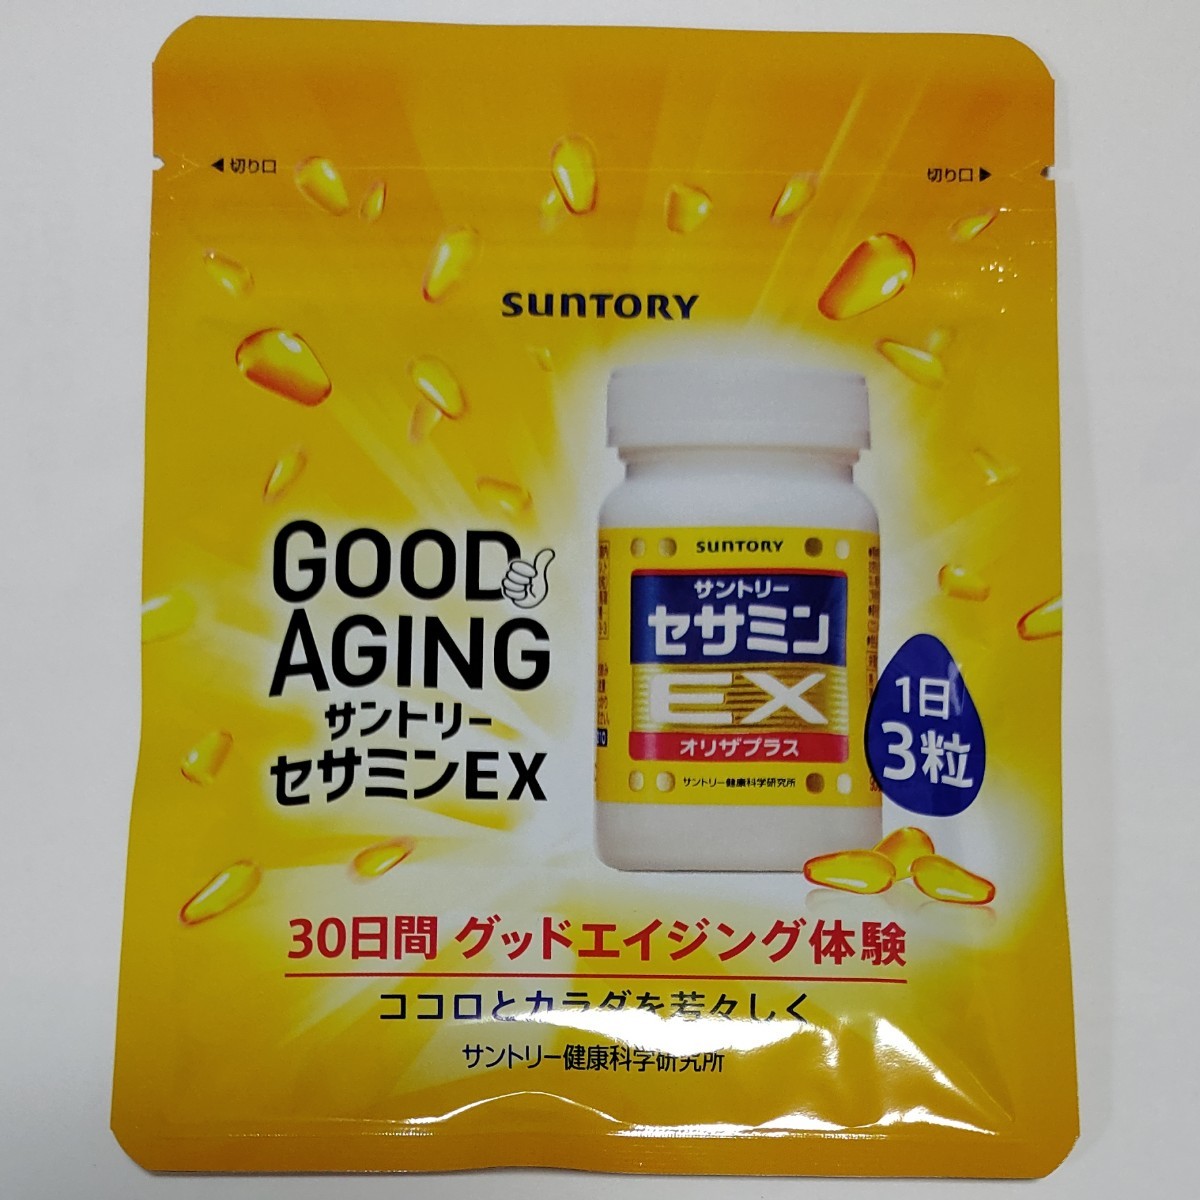 ◀切り口
切り口▶
SUNTORY
GOOD
AGING
サントリー
セサミンEX
SUNTORY
サントリー
セサミン
EX
オリザプラス
サントリー健康科学研究所
1日
3粒
30日間 グッドエイジング体験
ココロとカラダを若々しく
サントリー健康科学研究所